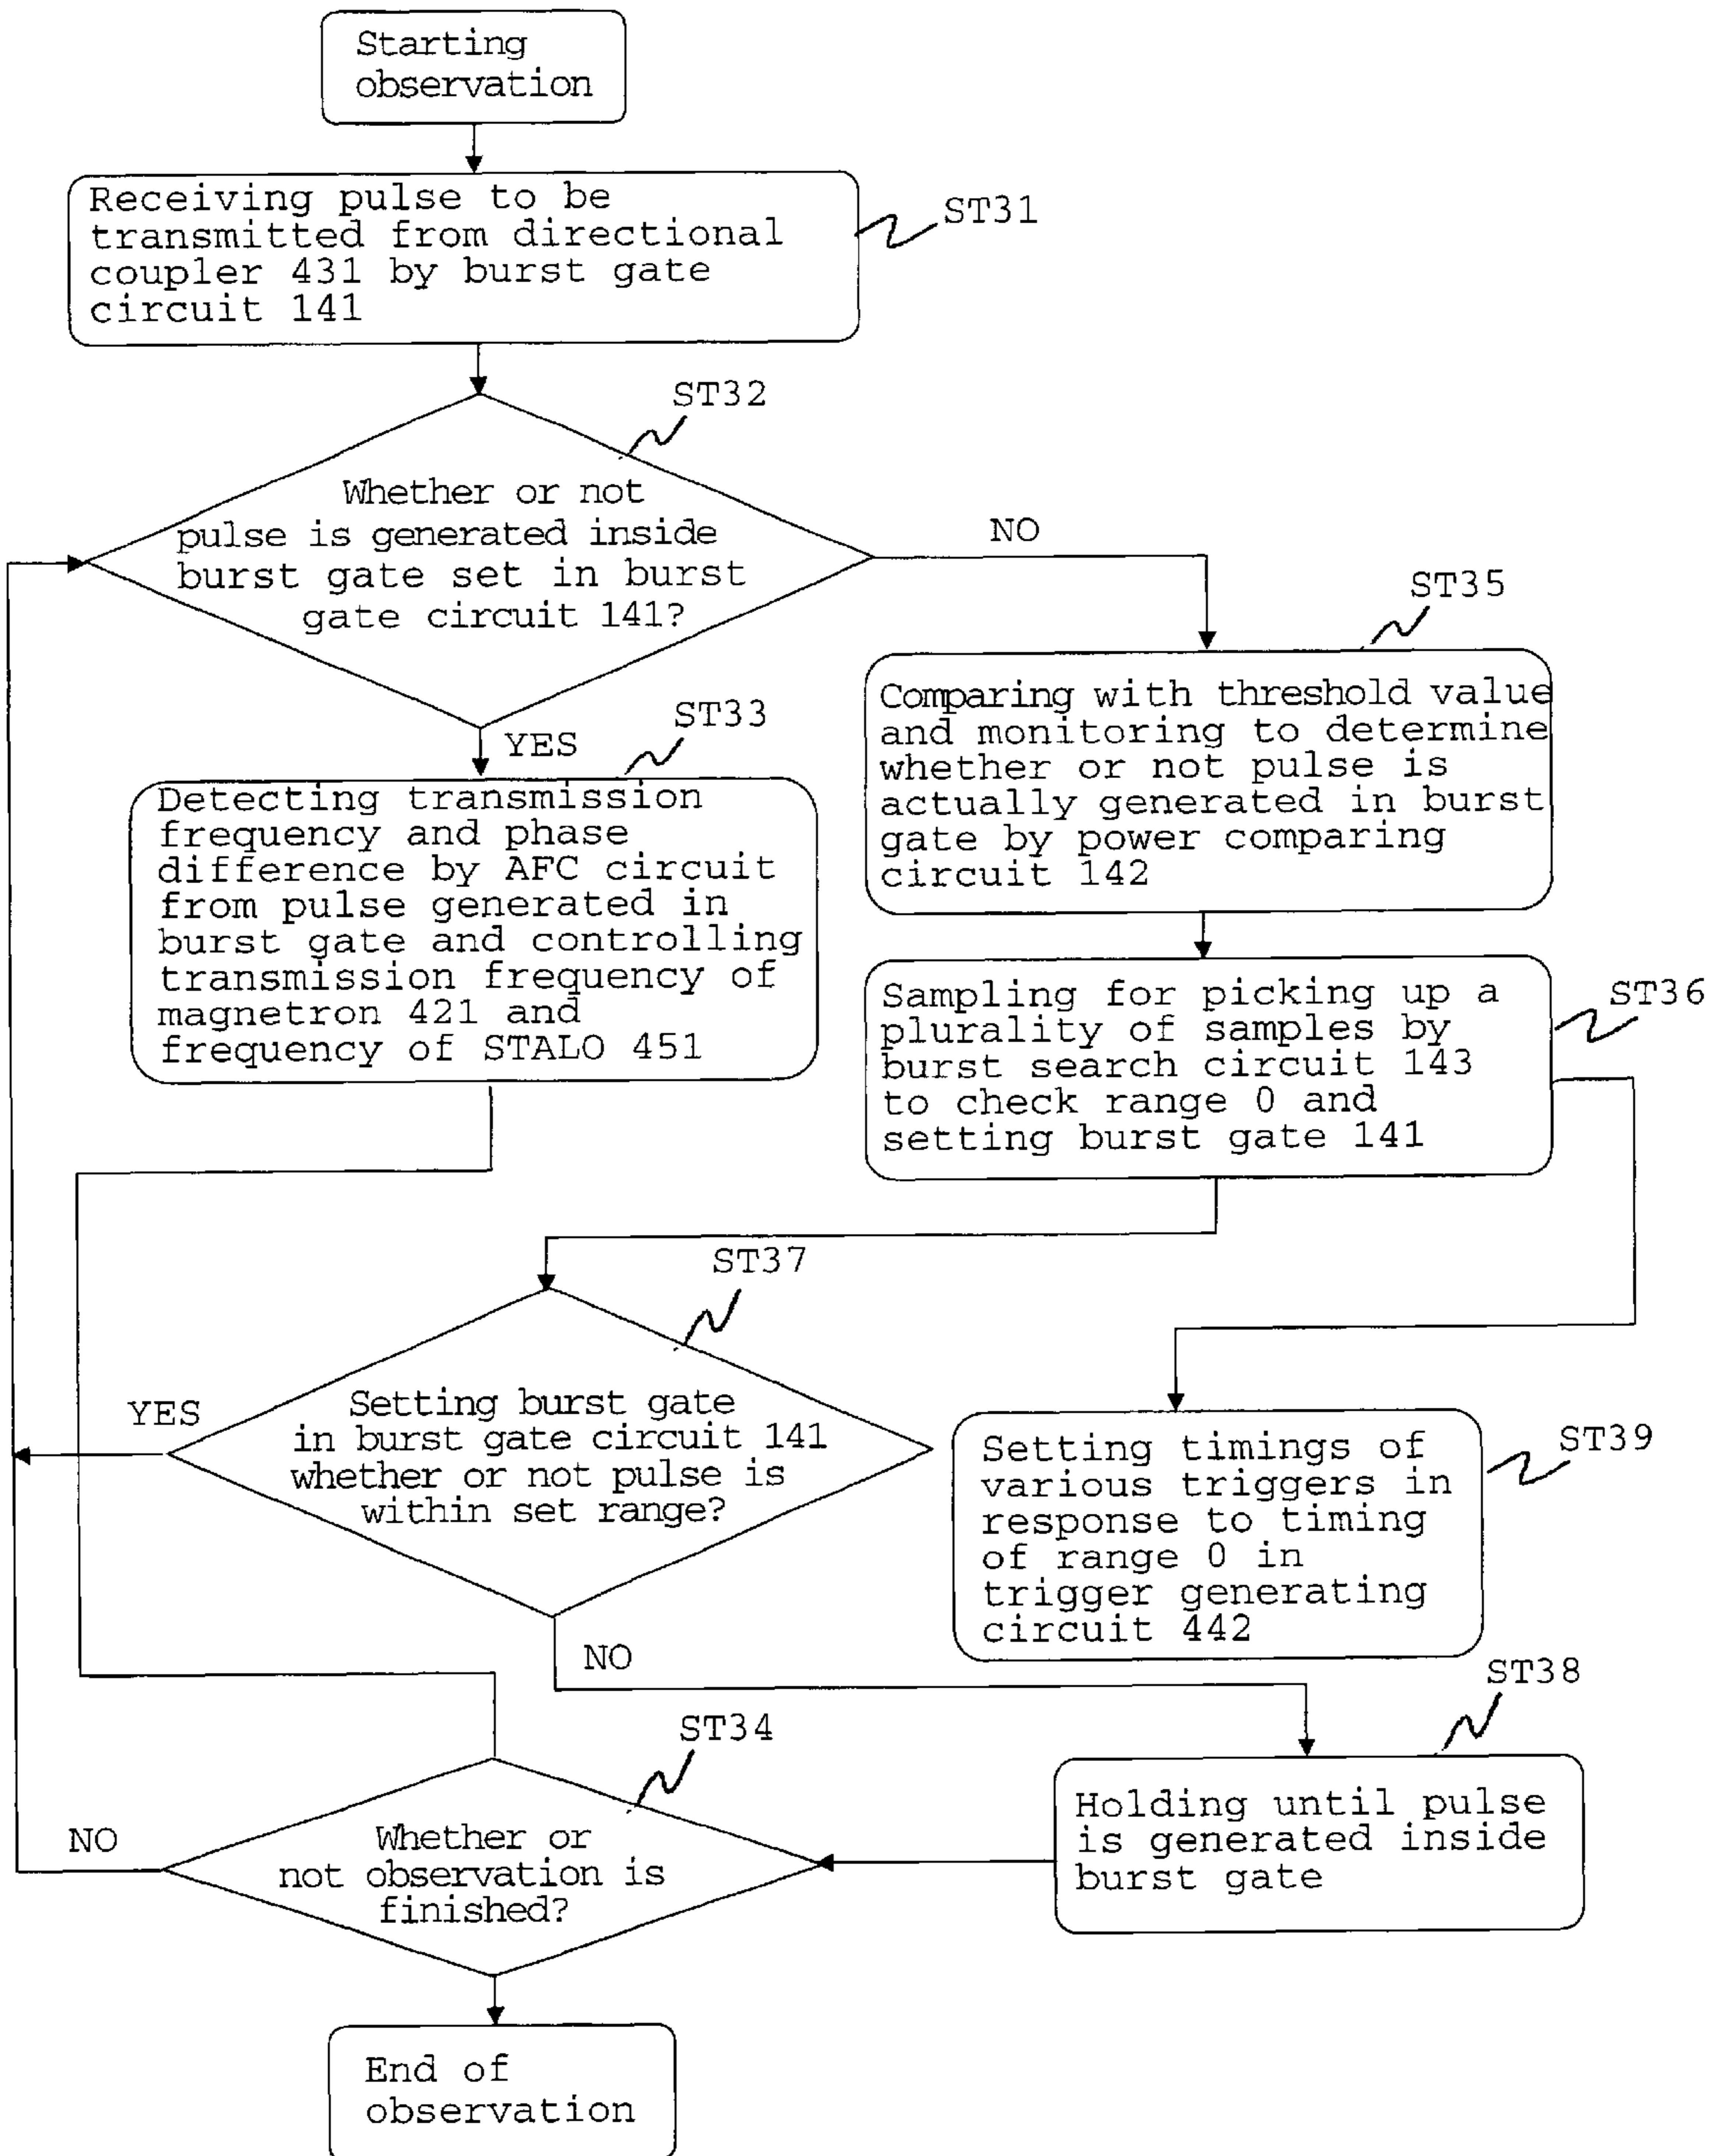 Starting
observation
Receiving pulse to be
transmitted from directional
coupler 431 by burst gate
circuit 141
ST31
ST32
Whether or not
pulse is generated inside
burst gate set in burst
gate circuit 141?
NO
YES
ST33
Detecting transmission
frequency and phase
difference by AFC circuit
from pulse generated in
burst gate and controlling
transmission frequency of
magnetron 421 and
frequency of STALO 451
ST35
Comparing with threshold value
and monitoring to determine
whether or not pulse is
actually generated in burst
gate by power comparing
circuit 142
Sampling for picking up a
plurality of samples by
burst search circuit 143
to check range 0 and
setting burst gate 141
ST36
ST37
YES
Setting burst gate
in burst gate circuit 141
whether or not pulse is
within set range?
NO
Setting timings of
various triggers in
response to timing
of range 0 in
trigger generating
circuit 442
ST39
ST38
Holding until pulse
is generated inside
burst gate
ST34
NO
Whether or
not observation is
finished?
End of
observation